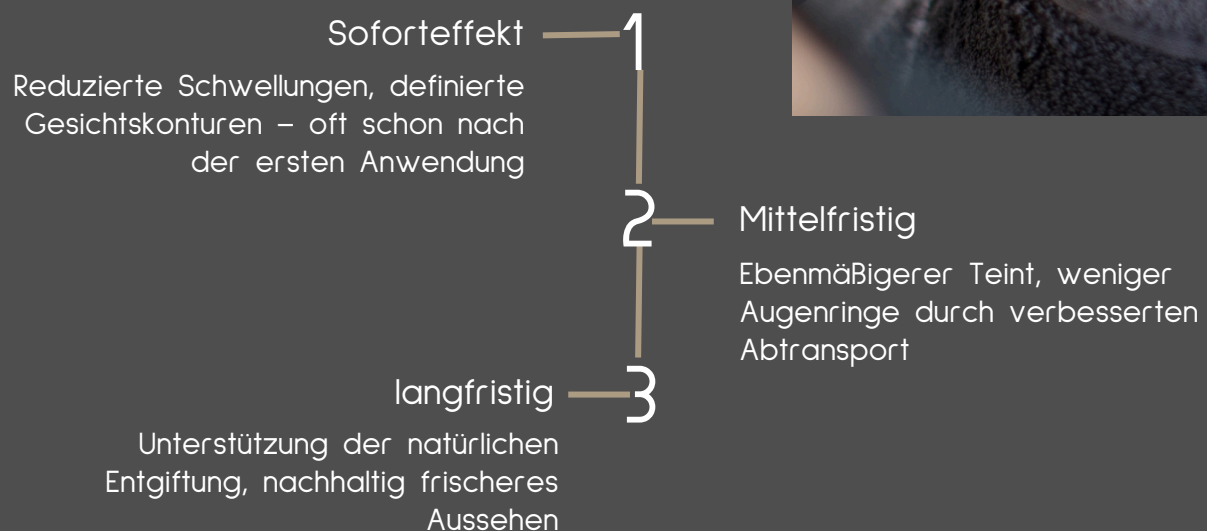 Soforteffekt
1
Reduzierte Schwellungen, definierte
Gesichtskonturen – oft schon nach
der ersten Anwendung
2
Mittelfristig
Ebenmäßigerer Teint, weniger
Augenringe durch verbesserten
Abtransport
langfristig
3
Unterstützung der natürlichen
Entgiftung, nachhaltig frischeres
Aussehen